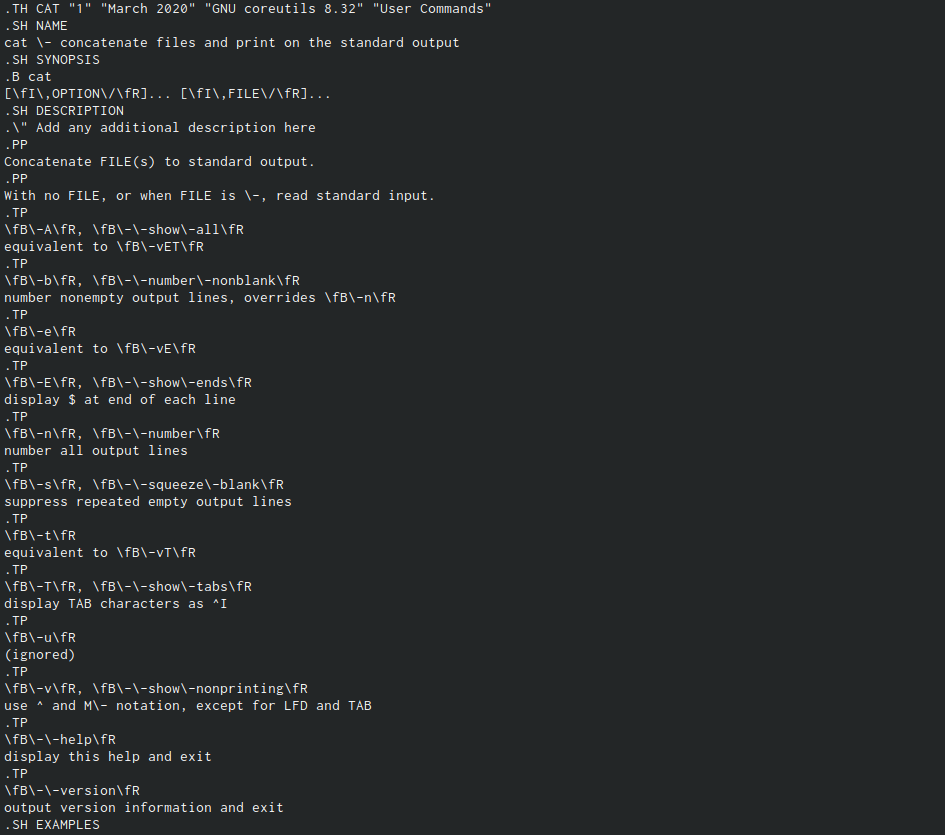 .TH CAT "1" "March 2020" "GNU coreutils 8.32" "User Commands"
.SH NAME
cat \- concatenate files and print on the standard output
.SH SYNOPSIS
.B cat
[\fI\,OPTION\/\fR]... [\fI\,FILE\/\fR]...
.SH DESCRIPTION
.\" Add any additional description here
.PP
Concatenate FILE(s) to standard output.
.PP
With no FILE, or when FILE is \-, read standard input.
.TP
\fB\-A\fR, \fB\-\-show\-all\fR
equivalent to \fB\-vET\fR
.TP
\fB\-b\fR, \fB\-\-number\-nonblank\fR
number nonempty output lines, overrides \fB\-n\fR
.TP
\fB\-e\fR
equivalent to \fB\-vE\fR
.TP
\fB\-E\fR, \fB\-\-show\-ends\fR
display $ at end of each line
.TP
\fB\-n\fR, \fB\-\-number\fR
number all output lines
.TP
\fB\-s\fR, \fB\-\-squeeze\-blank\fR
suppress repeated empty output lines
.TP
\fB\-t\fR
equivalent to \fB\-vT\fR
.TP
\fB\-T\fR, \fB\-\-show\-tabs\fR
display TAB characters as ^I
.TP
\fB\-u\fR
(ignored)
.TP
\fB\-v\fR, \fB\-\-show\-nonprinting\fR
use ^ and M\- notation, except for LFD and TAB
.TP
\fB\-\-help\fR
display this help and exit
.TP
\fB\-\-version\fR
output version information and exit
.SH EXAMPLES